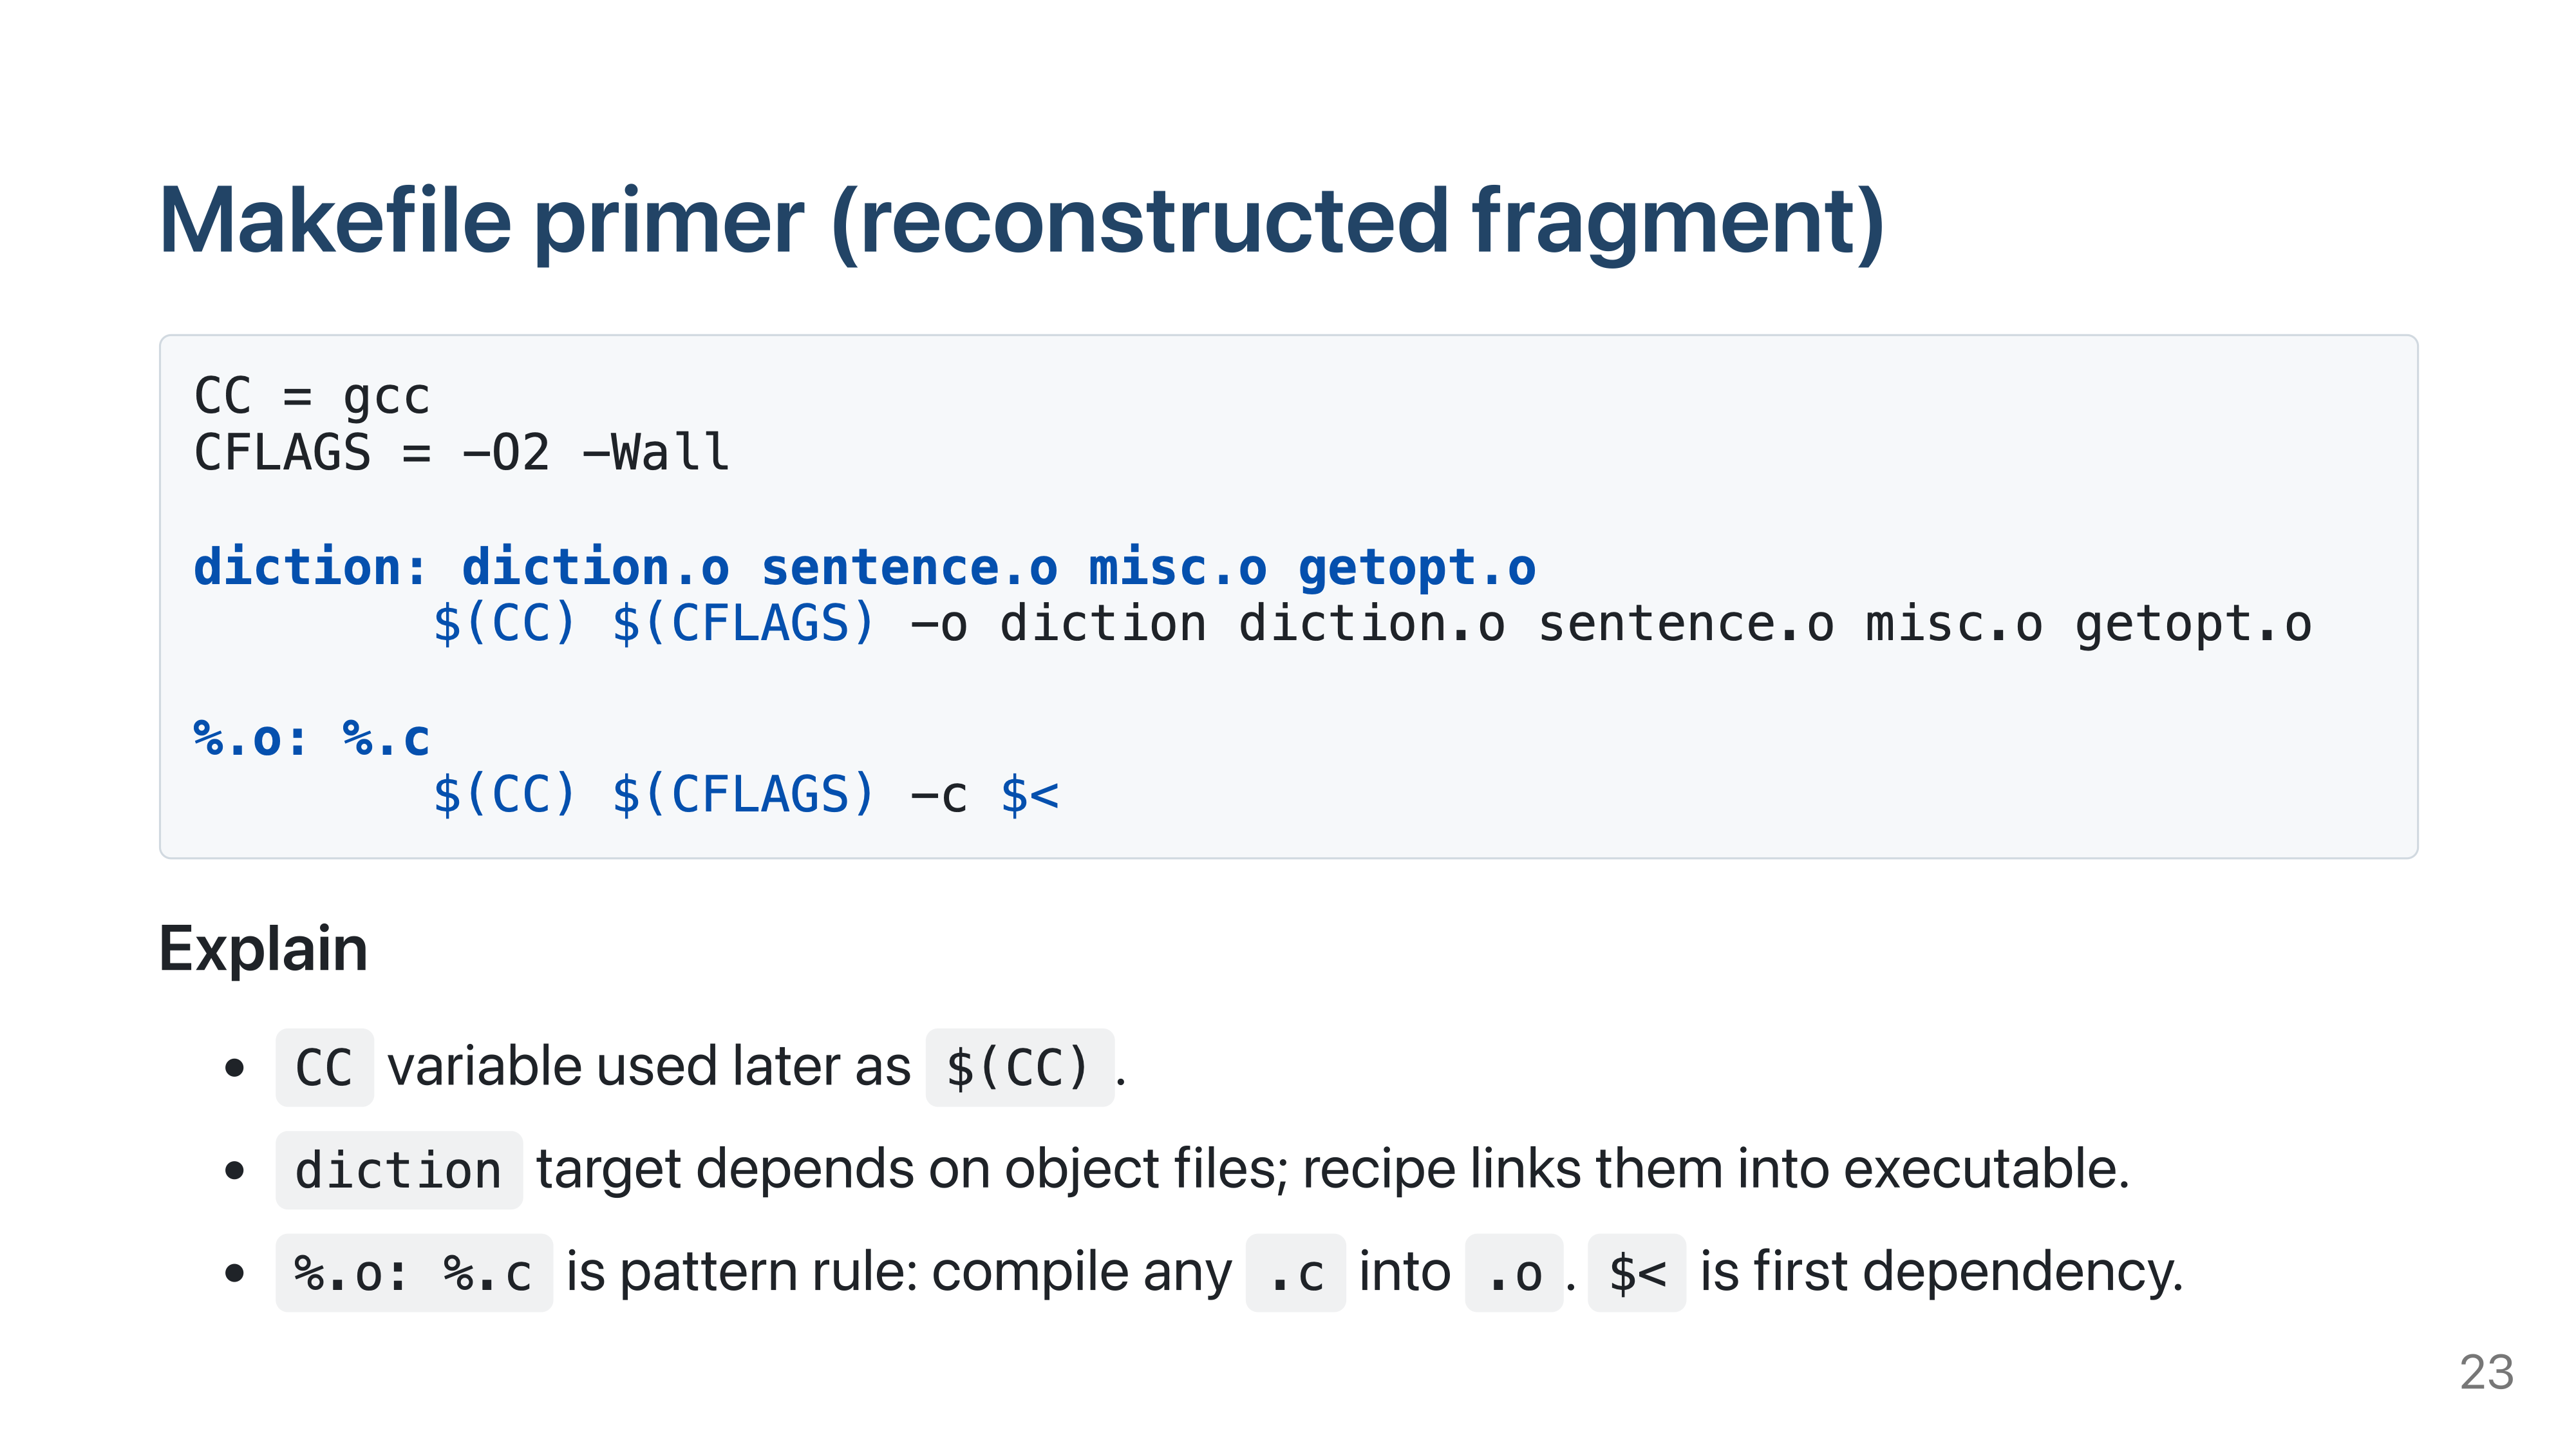 Makefile primer (reconstructed fragment)
CC = gcc
CFLAGS = -O2 -Wall
diction: diction.o sentence.o misc.o getopt.o
        $(CC) $(CFLAGS) -o diction diction.o sentence.o misc.o getopt.o
%.o: %.c
        $(CC) $(CFLAGS) -c $<
Explain
• CC variable used later as $(CC).
• diction target depends on object files; recipe links them into executable.
• %.o: %.c is pattern rule: compile any .c into .o. $< is first dependency.
23